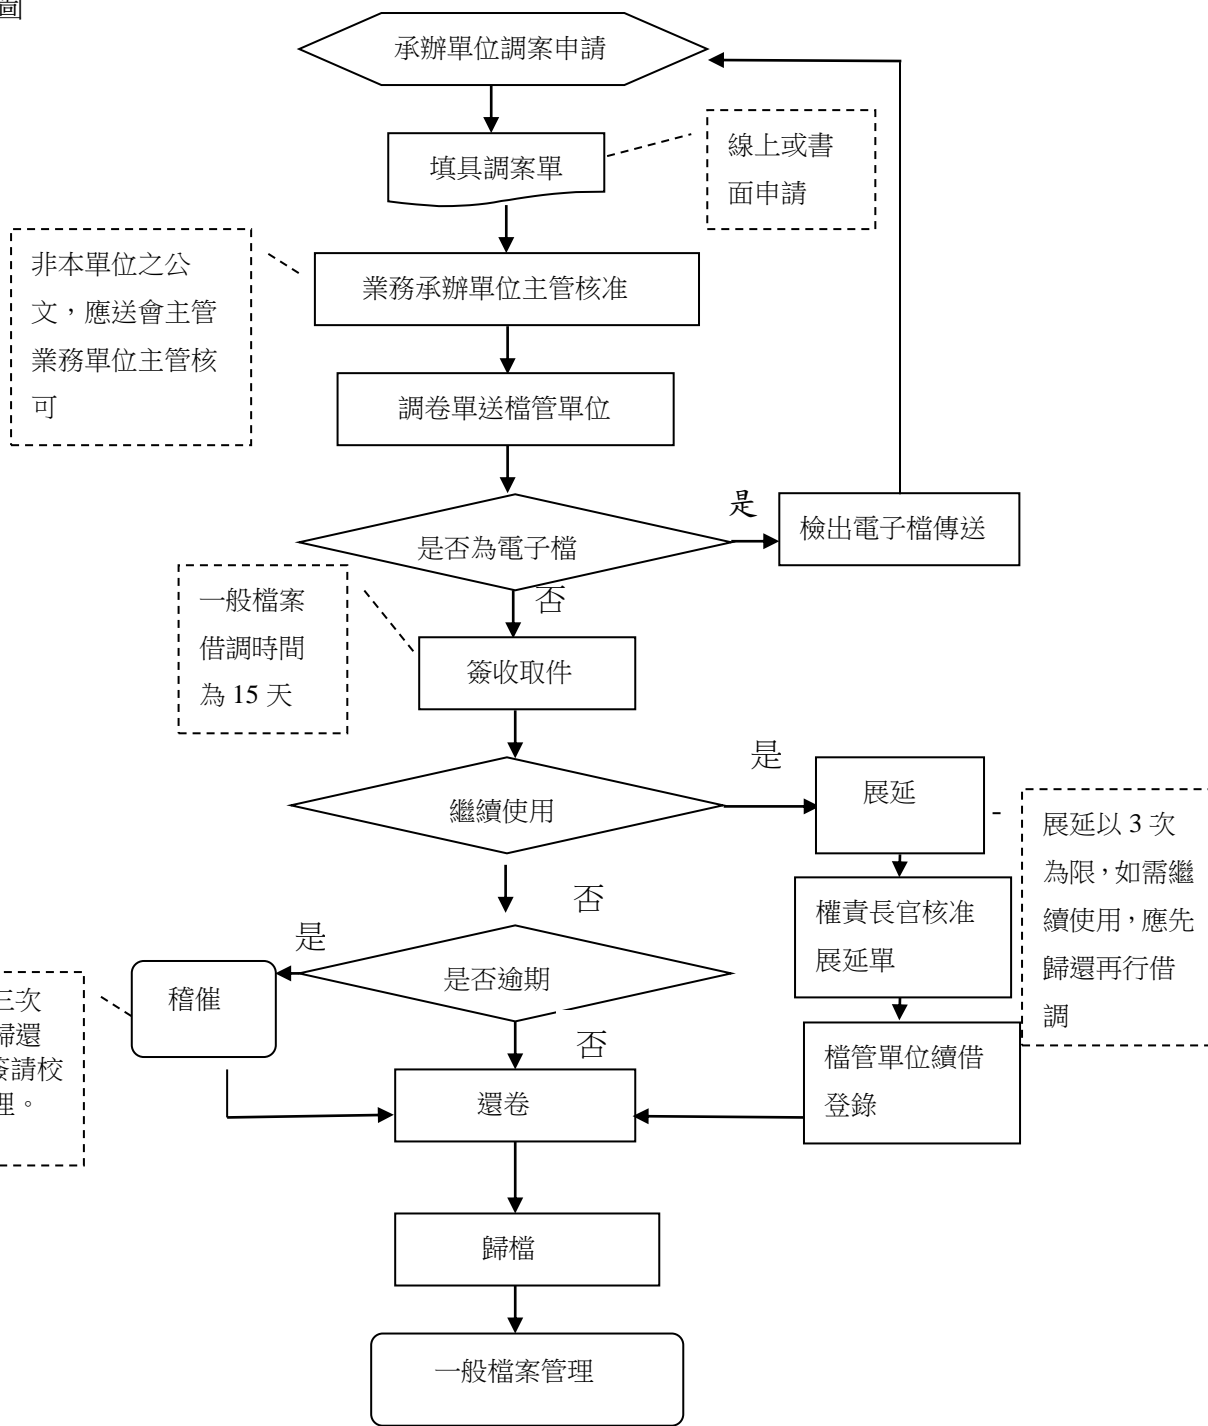 圖
承辦單位調案申請
填具調案單
線上或書
面申請
非本單位之公
文，應送會主管
業務單位主管核
可
業務承辦單位主管核准
調卷單送檔管單位
是否為電子檔
是
檢出電子檔傳送
否
一般檔案
借調時間
為 15 天
簽收取件
繼續使用
是
展延
展延以 3 次
為限，如需繼
續使用，應先
歸還再行借
調
權責長官核准
展延單
否
是
是否逾期
稽催
三次
歸還
簽請校
理。
否
檔管單位續借
登錄
還卷
歸檔
一般檔案管理